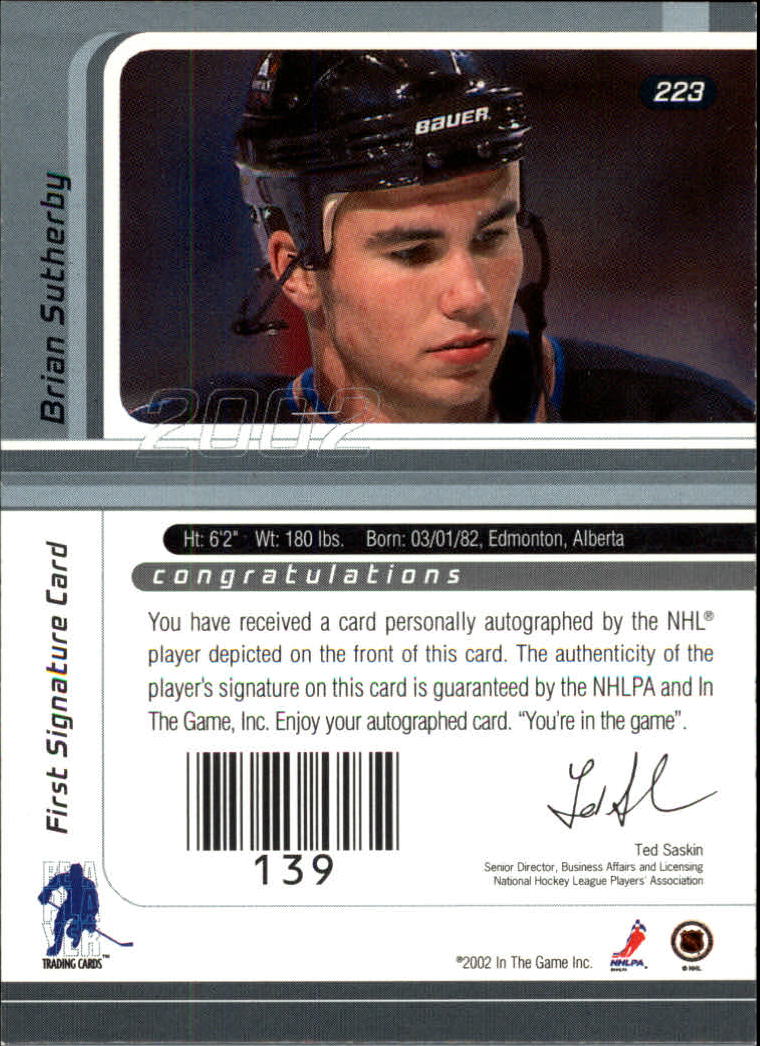 223
BAUER
Brian Sutherby
2002
Ht: 6'2" Wt: 180 lbs. Born: 03/01/82, Edmonton, Alberta
congratulations
First Signature Card
You have received a card personally autographed by the NHL®
player depicted on the front of this card. The authenticity of the
player's signature on this card is guaranteed by the NHLPA and In
The Game, Inc. Enjoy your autographed card. “You're in the game”.
139
Ted Saskin
Senior Director, Business Affairs and Licensing
National Hockey League Players' Association
BE A
PLAYER
TRADING CARDS™
©2002 In The Game Inc.
NHLPA
© NHL